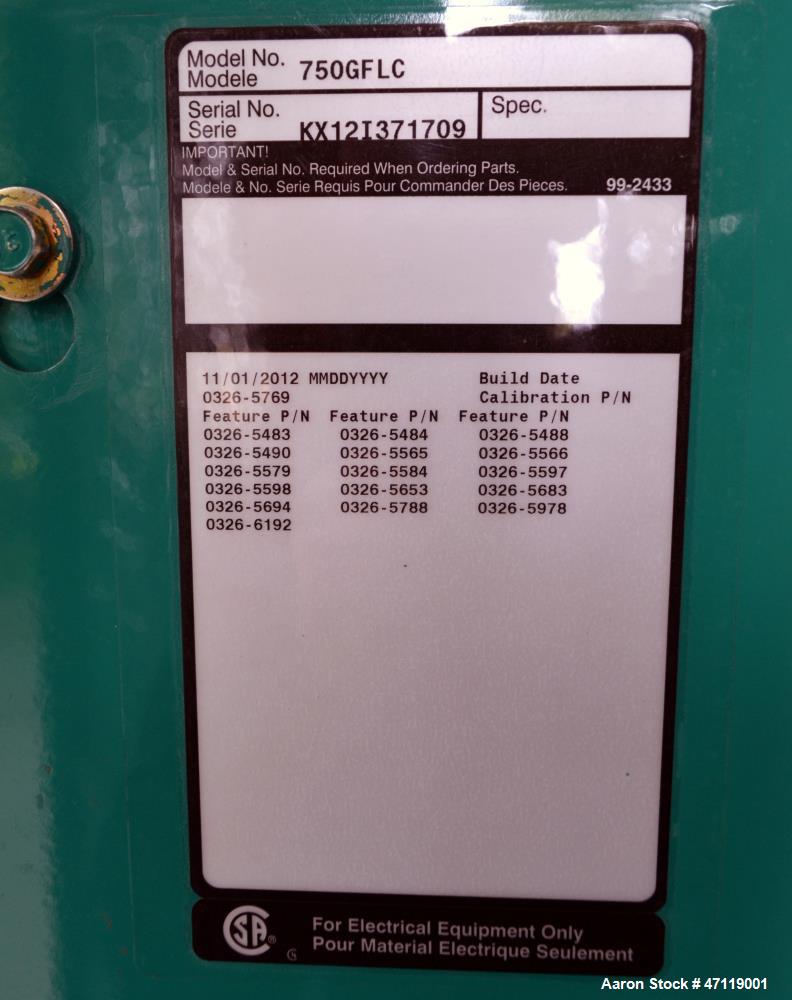 Model No.
Modele
750GFLC
Serial No.
Serie
KX12I371709
Spec.
IMPORTANT!
Model & Serial No. Required When Ordering Parts.
Modele & No. Serie Requis Pour Commander Des Pieces. 99-2433
11/01/2012 MMDDYYYY Build Date
0326-5769 Calibration P/N
Feature P/N Feature P/N Feature P/N
0326-5483 0326-5484 0326-5488
0326-5490 0326-5565 0326-5566
0326-5579 0326-5584 0326-5597
0326-5598 0326-5653 0326-5683
0326-5694 0326-5788 0326-5978
0326-6192
SA ®
For Electrical Equipment Only
Pour Material Electrique Seulement
Aaron Stock # 47119001